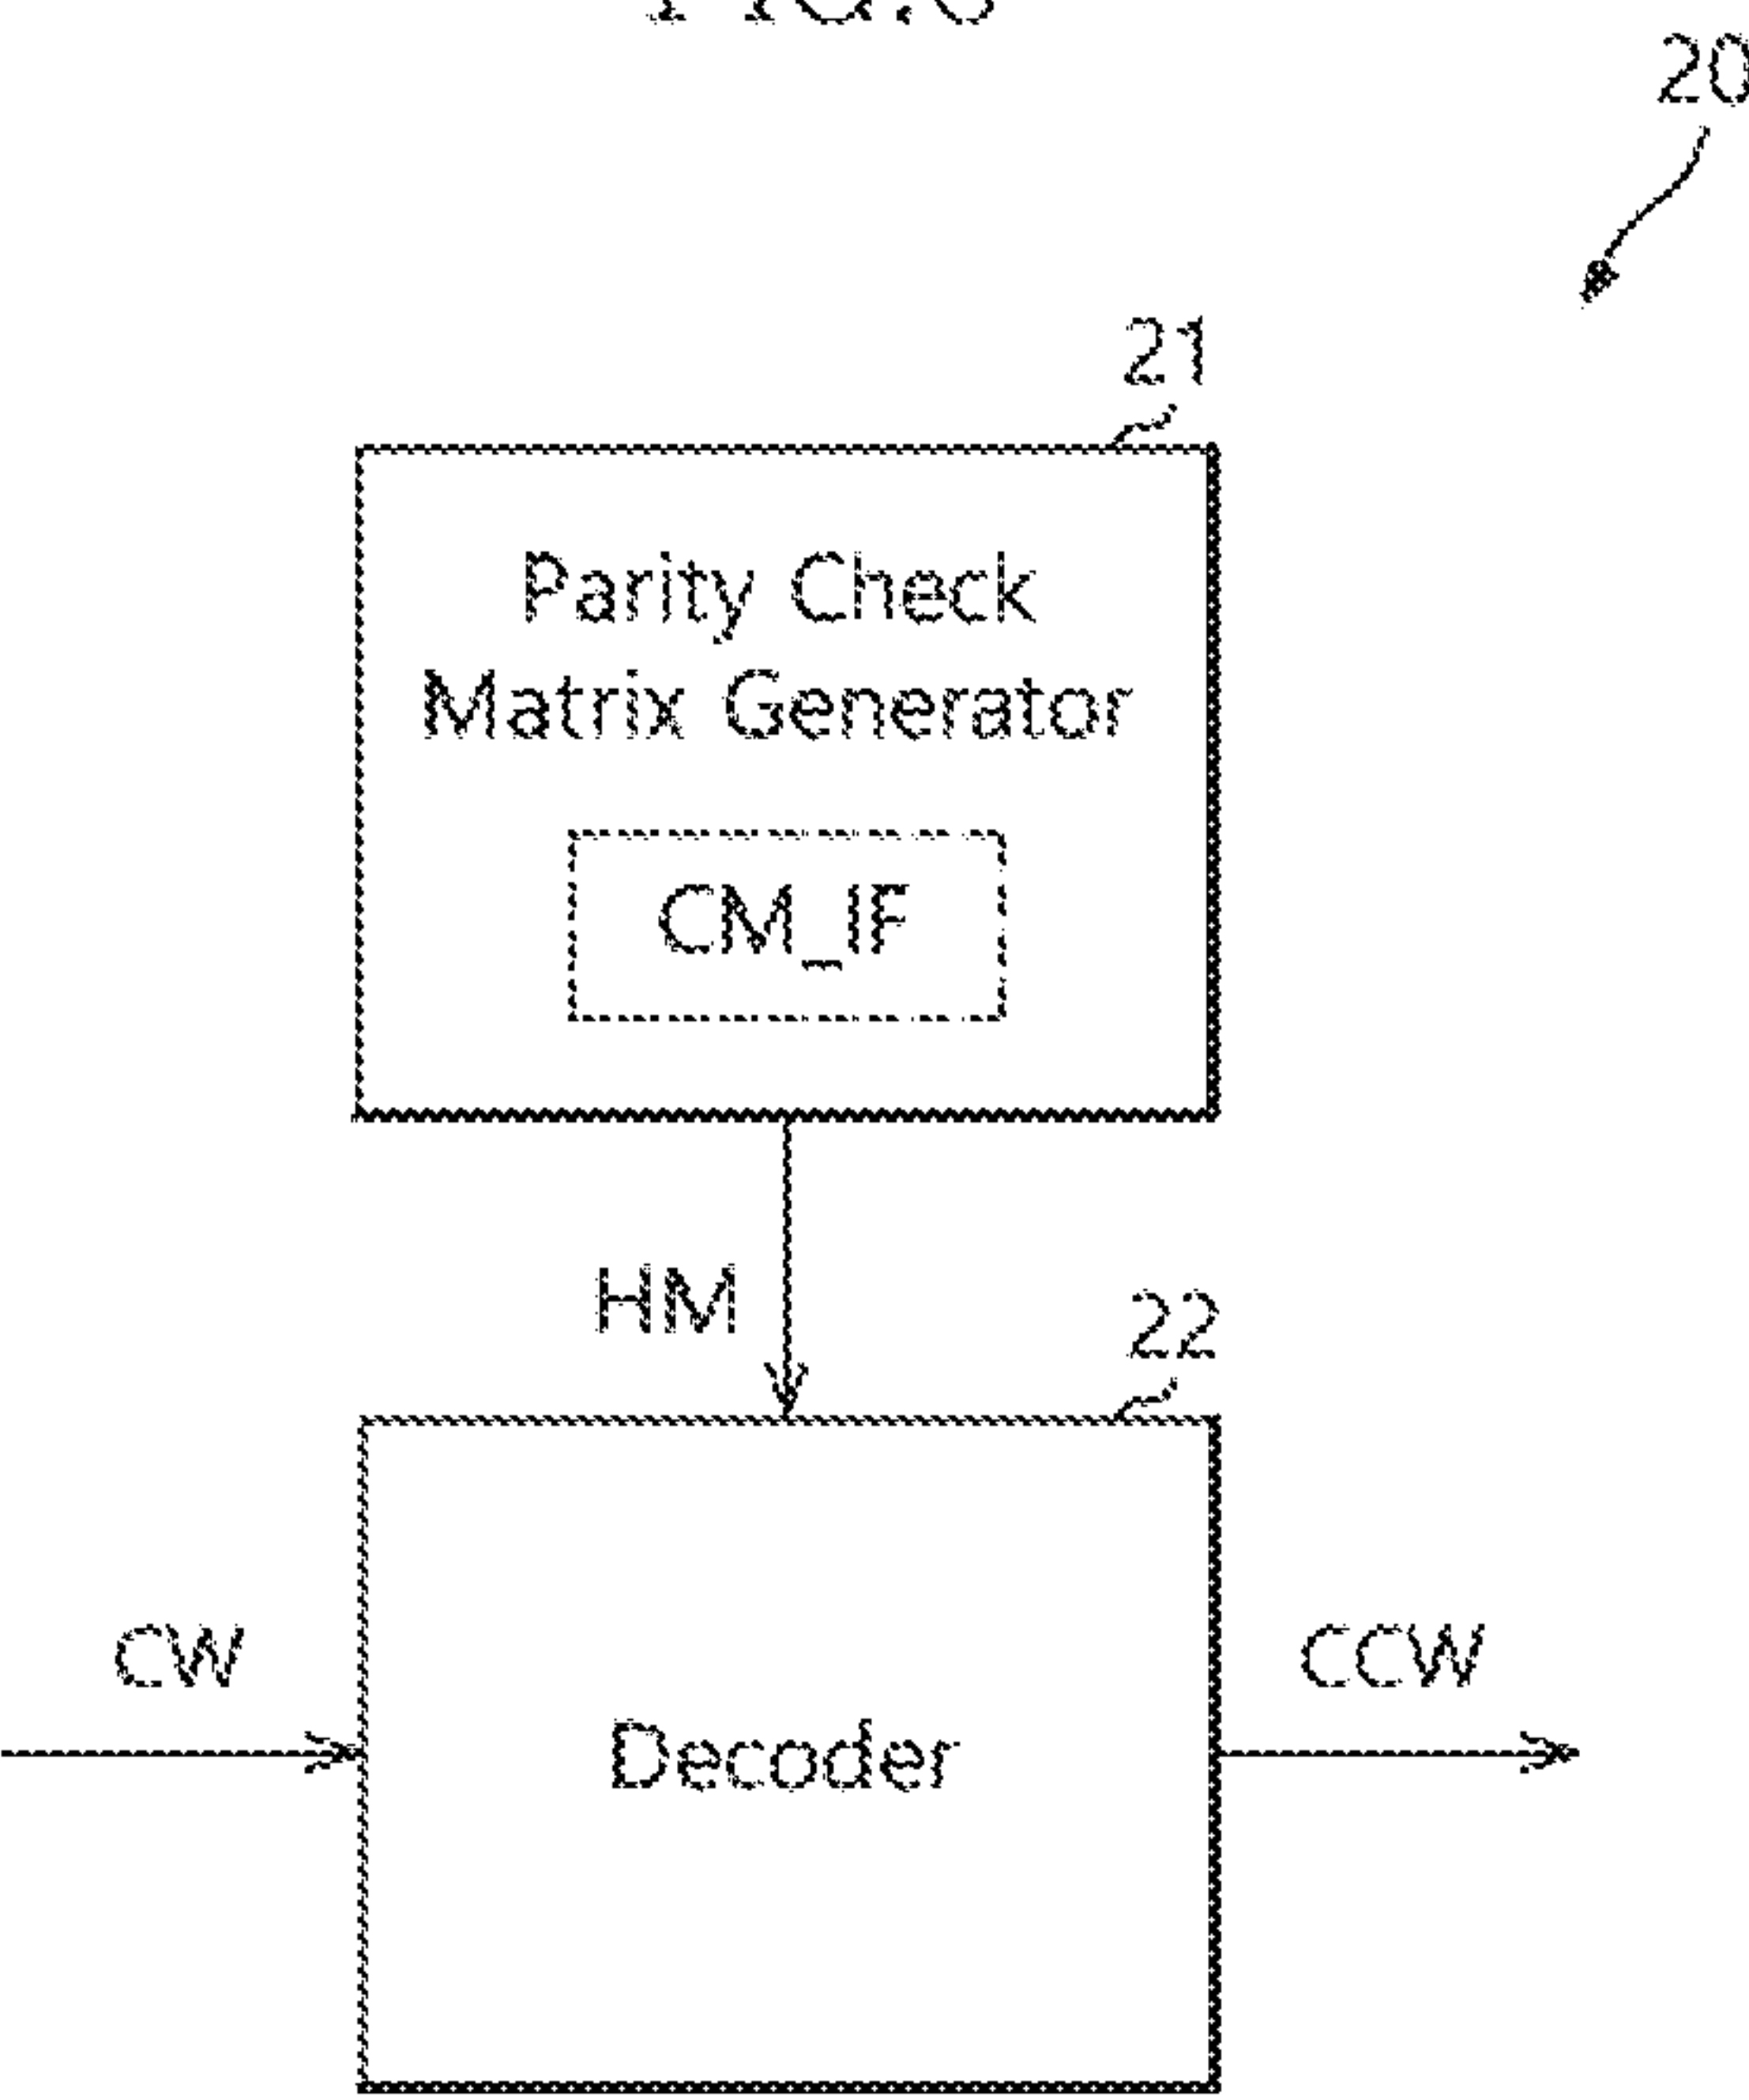 20
21
Parity Check
Matrix Generator
CM_IF
HM
22
CW
CCW
Decoder